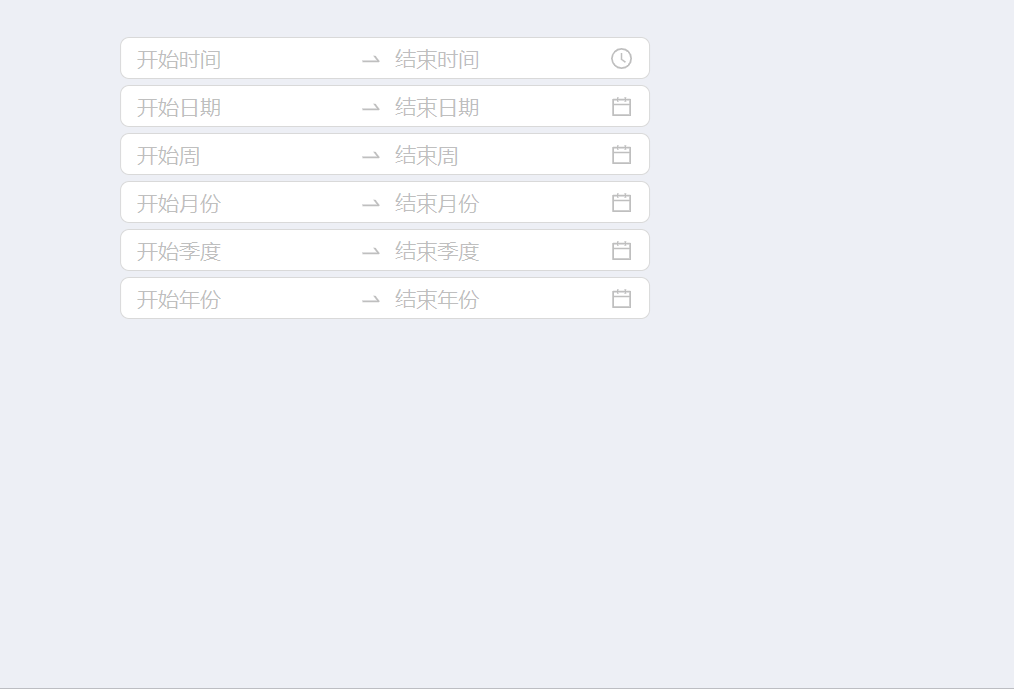 开始时间 结束时间
开始日期 结束日期
开始周 结束周
开始月份 结束月份
开始季度 结束季度
开始年份 结束年份